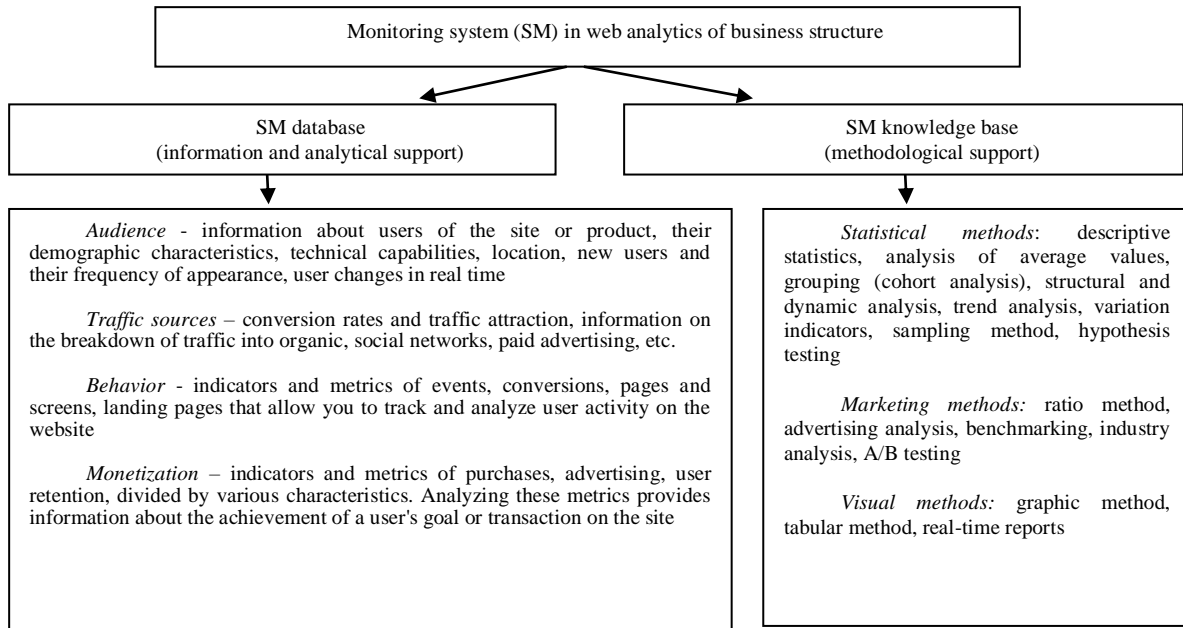 Monitoring system (SM) in web analytics of business structure
SM database
(information and analytical support)
SM knowledge base
(methodological support)
Audience - information about users of the site or product, their
demographic characteristics, technical capabilities, location, new users and
their frequency of appearance, user changes in real time
Traffic sources – conversion rates and traffic attraction, information on
the breakdown of traffic into organic, social networks, paid advertising, etc.
Behavior - indicators and metrics of events, conversions, pages and
screens, landing pages that allow you to track and analyze user activity on the
website
Monetization – indicators and metrics of purchases, advertising, user
retention, divided by various characteristics. Analyzing these metrics provides
information about the achievement of a user's goal or transaction on the site
Statistical methods: descriptive
statistics, analysis of average values,
grouping (cohort analysis), structural and
dynamic analysis, trend analysis, variation
indicators, sampling method, hypothesis
testing
Marketing methods: ratio method,
advertising analysis, benchmarking, industry
analysis, A/B testing
Visual methods: graphic method,
tabular method, real-time reports